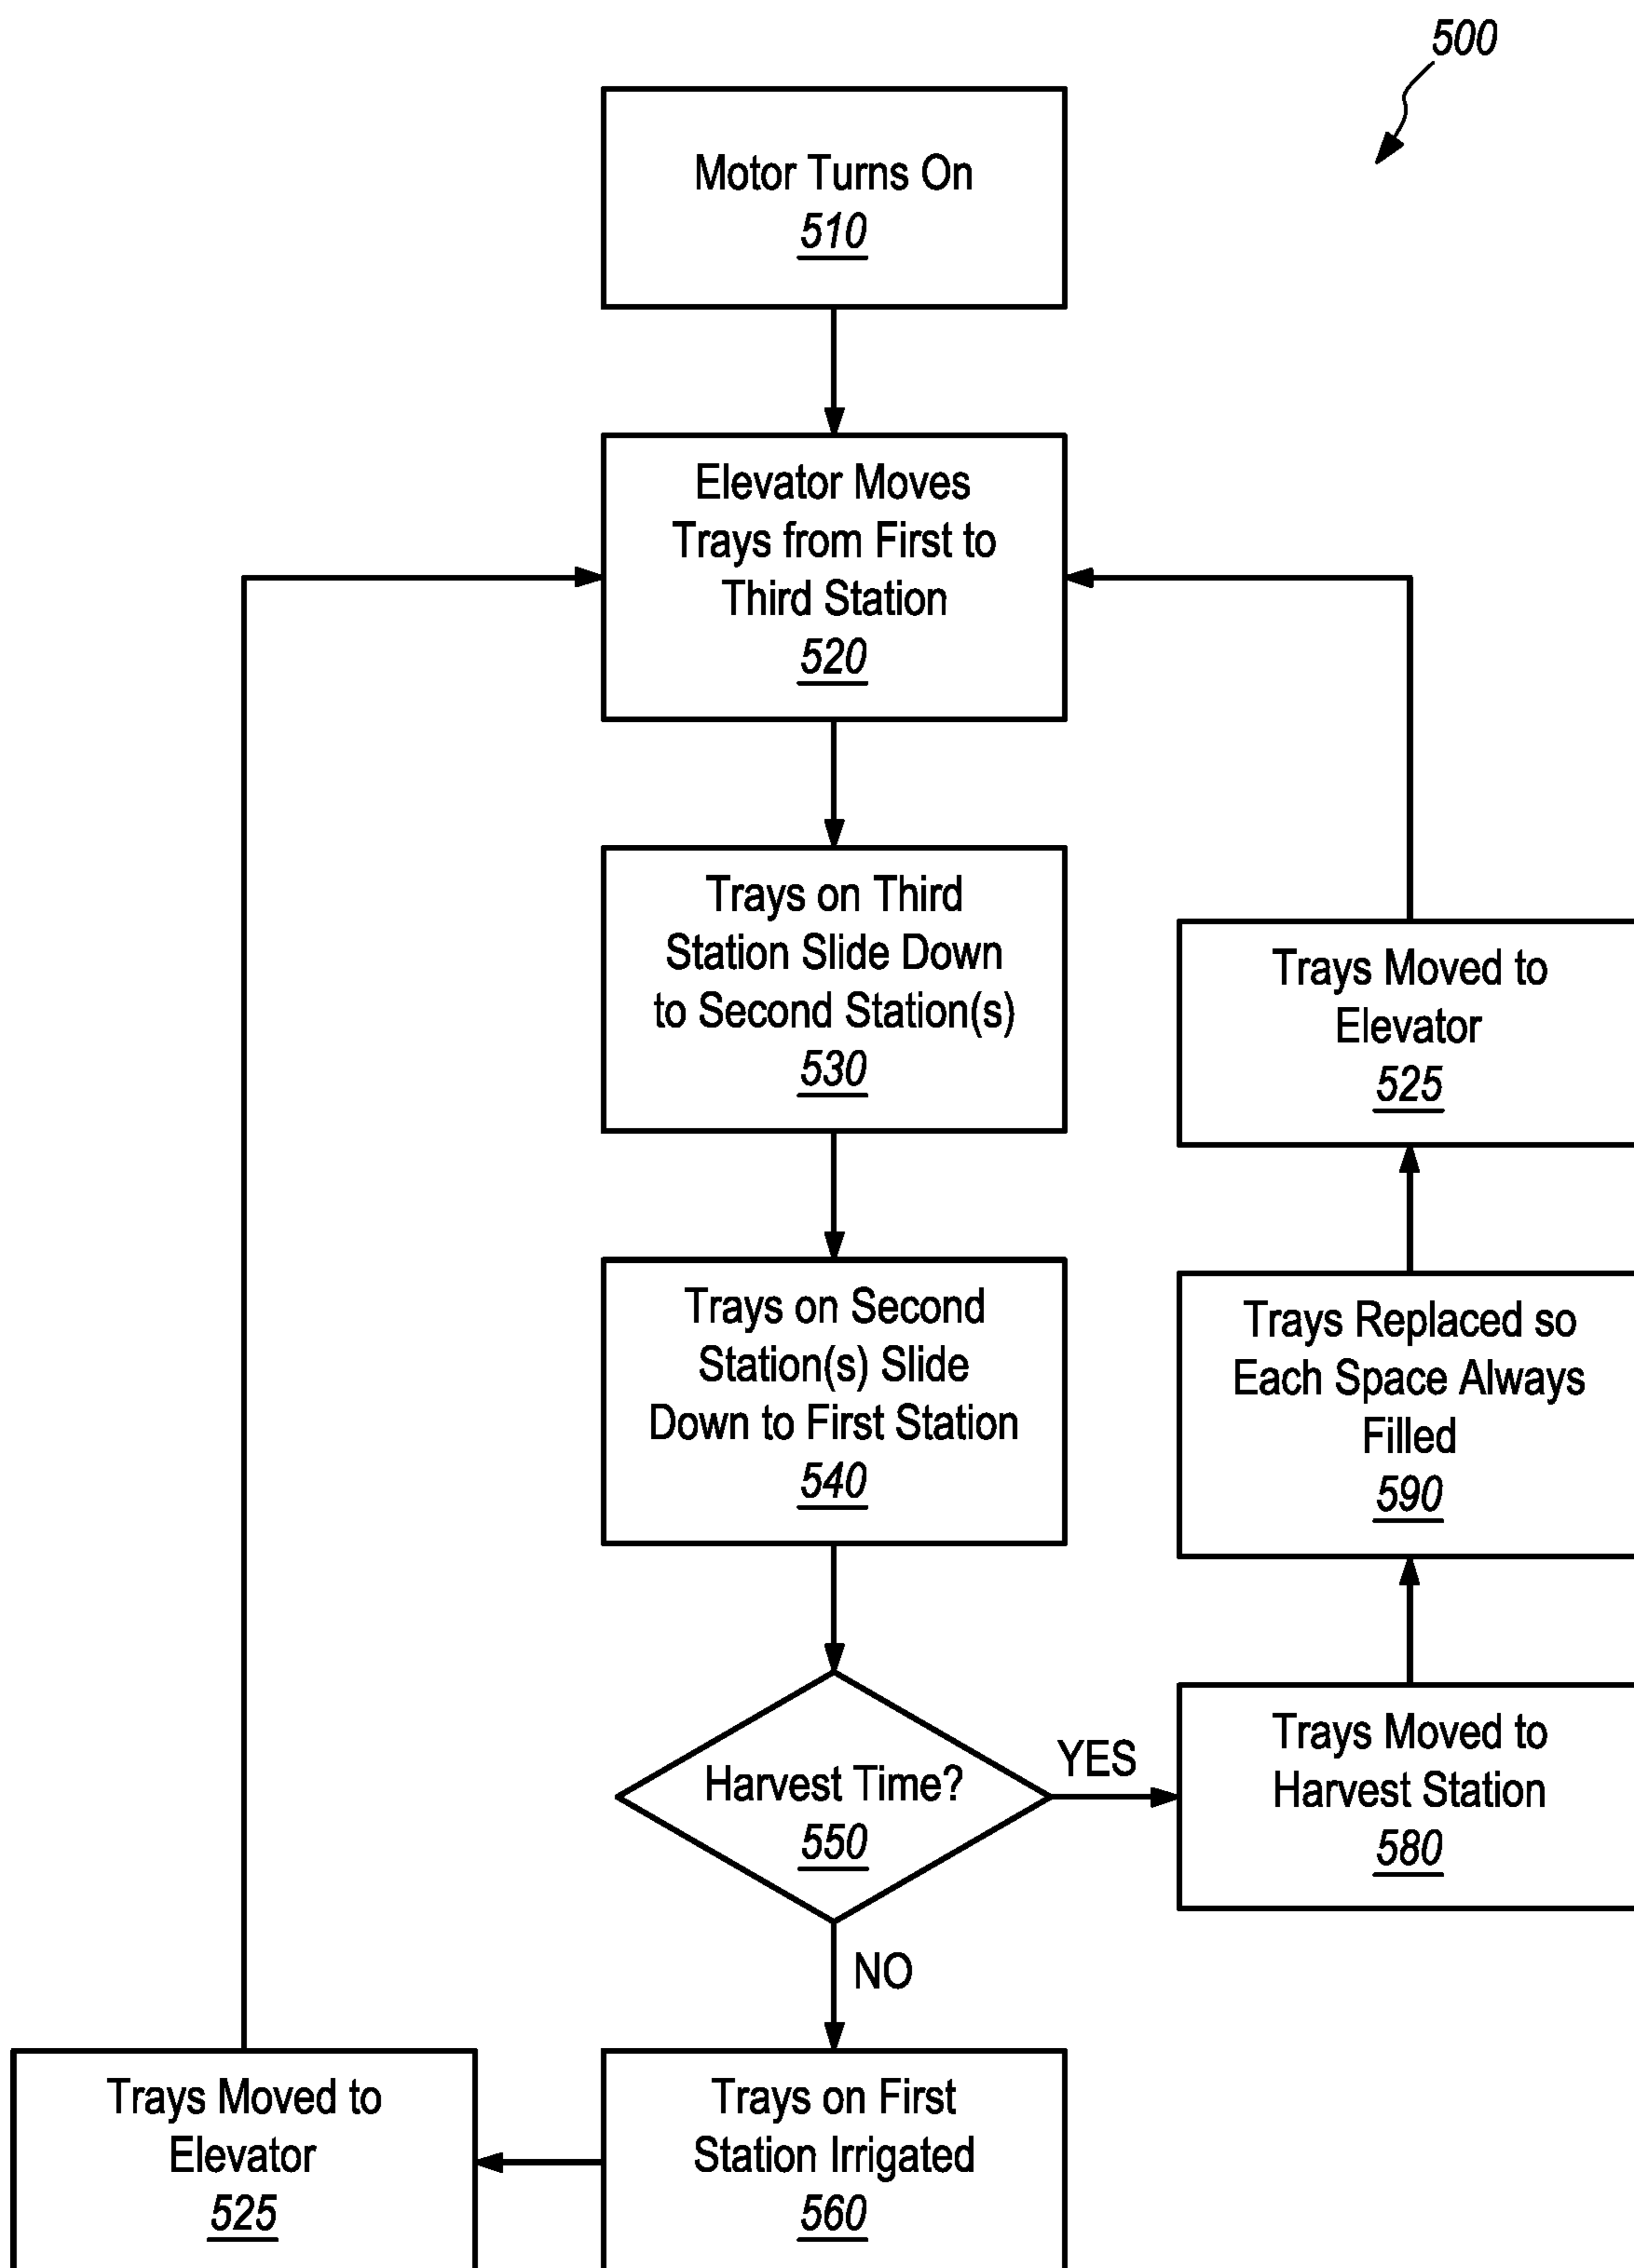 500
Motor Turns On
510
Elevator Moves
Trays from First to
Third Station
520
Trays on Third
Station Slide Down
to Second Station(s)
530
Trays Moved to
Elevator
525
Trays on Second
Station(s) Slide
Down to First Station
540
Trays Replaced so
Each Space Always
Filled
590
Harvest Time?
550
YES
Trays Moved to
Harvest Station
580
NO
Trays Moved to
Elevator
525
Trays on First
Station Irrigated
560